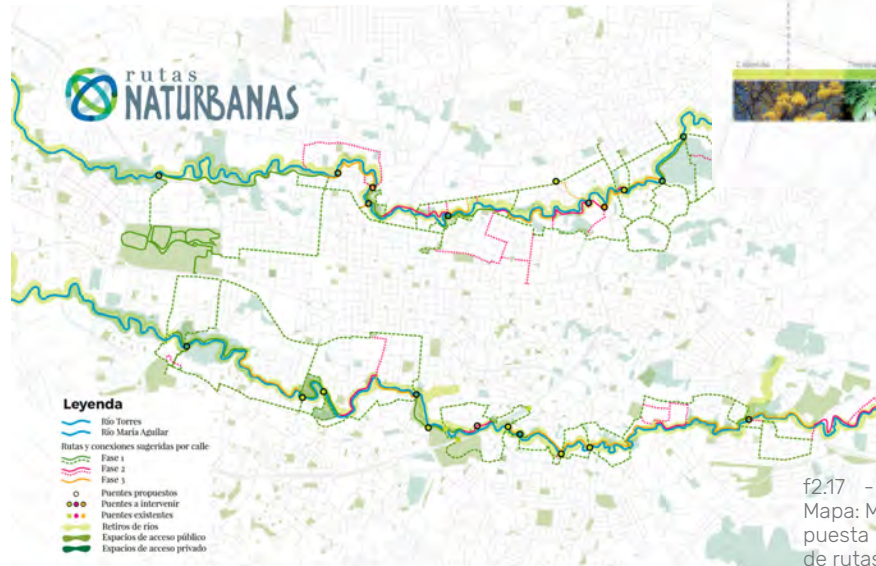 rutas
NATURBANAS
Leyenda
Río Torres
Río María Aguilar
Rutas y conexiones sugeridas por calle
Fase 1
Fase 2
Fase 3
Puentes propuestos
Puentes a intervenir
Puentes existentes
Retiros de ríos
Espacios de acceso público
Espacios de acceso privado
f2.17 -
Mapa: M
puesta
de rutas